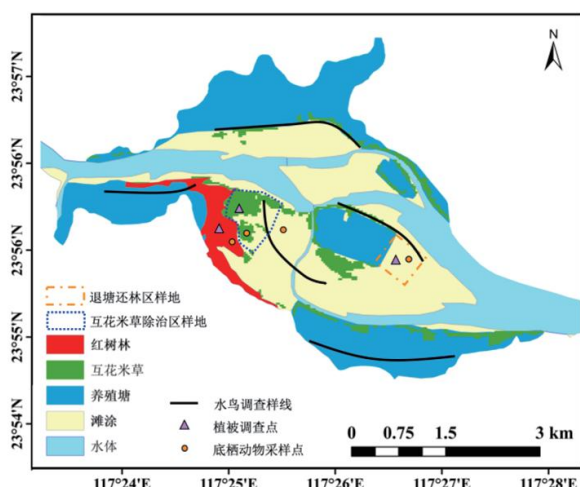 N
23°57'N
23°56'N
23°56'N
23°55'N
23°54'N
退塘还林区样地
互花米草除治区样地
红树林
互花米草
养殖塘
滩涂
水体
水鸟调查样线
植被调查点
底栖动物采样点
0 0.75 1.5 3 km
117°24'E 117°25'E 117°26'E 117°27'E 117°28'E